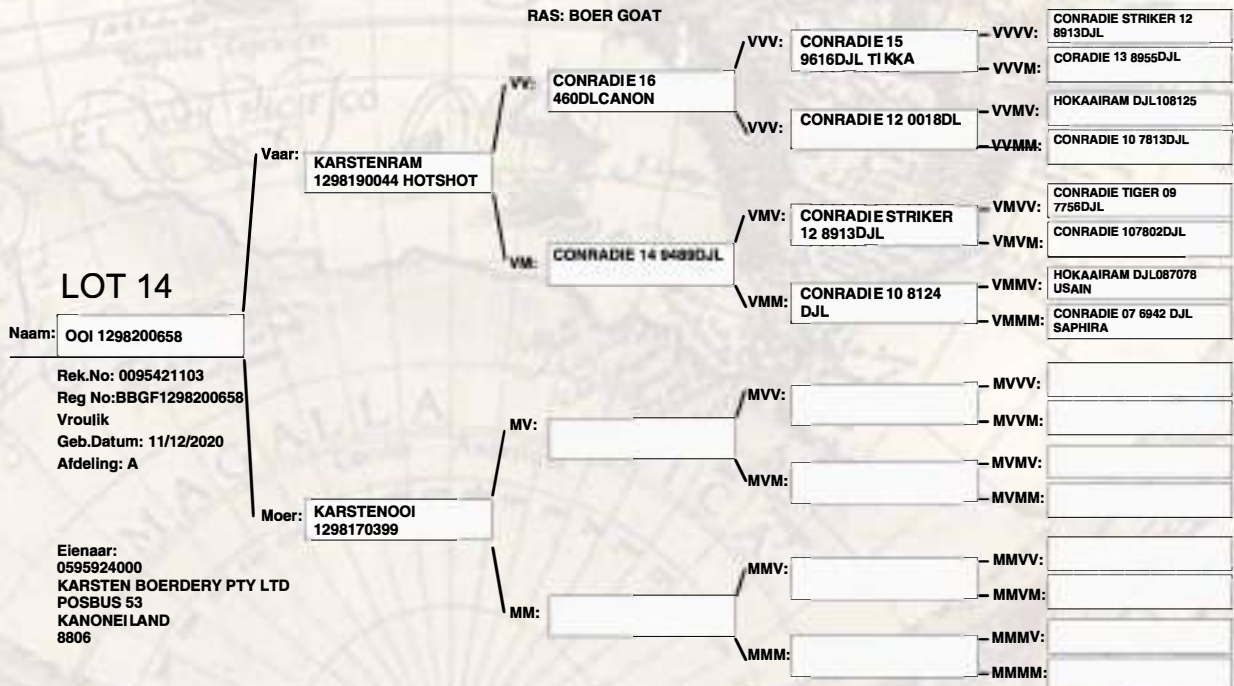 RAS: BOER GOAT
LOT 14
Naam: OOI 1298200658
Rek.No: 0095421103
Reg No:BBGF1298200658
Vroulik
Geb.Datum: 11/12/2020
Afdeling: A
Eienaar:
0595924000
KARSTEN BOERDERY PTY LTD
POSBUS 53
KANONEILAND
8806
Vaar: KARSTENRAM
1298190044 HOTSHOT
Moer: KARSTENOOI
1298170399
VV: CONRADIE 16
460DLCANON
VM: CONRADIE 14 9489DJL
MV:
MM:
VVV: CONRADIE 15
9616DJL TIKKA
VVV: CONRADIE 12 0018DL
VMV: CONRADIE STRIKER
12 8913DJL
VMM: CONRADIE 10 8124
DJL
MVV:
MVM:
MMV:
MMM:
VVVV: CONRADIE STRIKER 12
8913DJL
VVVM: CORADIE 13 8955DJL
VVMV: HOKAAIRAM DJL108125
VVMM: CONRADIE 10 7813DJL
VMVV: CONRADIE TIGER 09
7756DJL
VMVM: CONRADIE 107802DJL
VMMV: HOKAAIRAM DJL087078
USAIN
VMMM: CONRADIE 07 6942 DJL
SAPHIRA
MVVV:
MVVM:
MVMV:
MVMM:
MMVV:
MMVM:
MMMV:
MMMM: